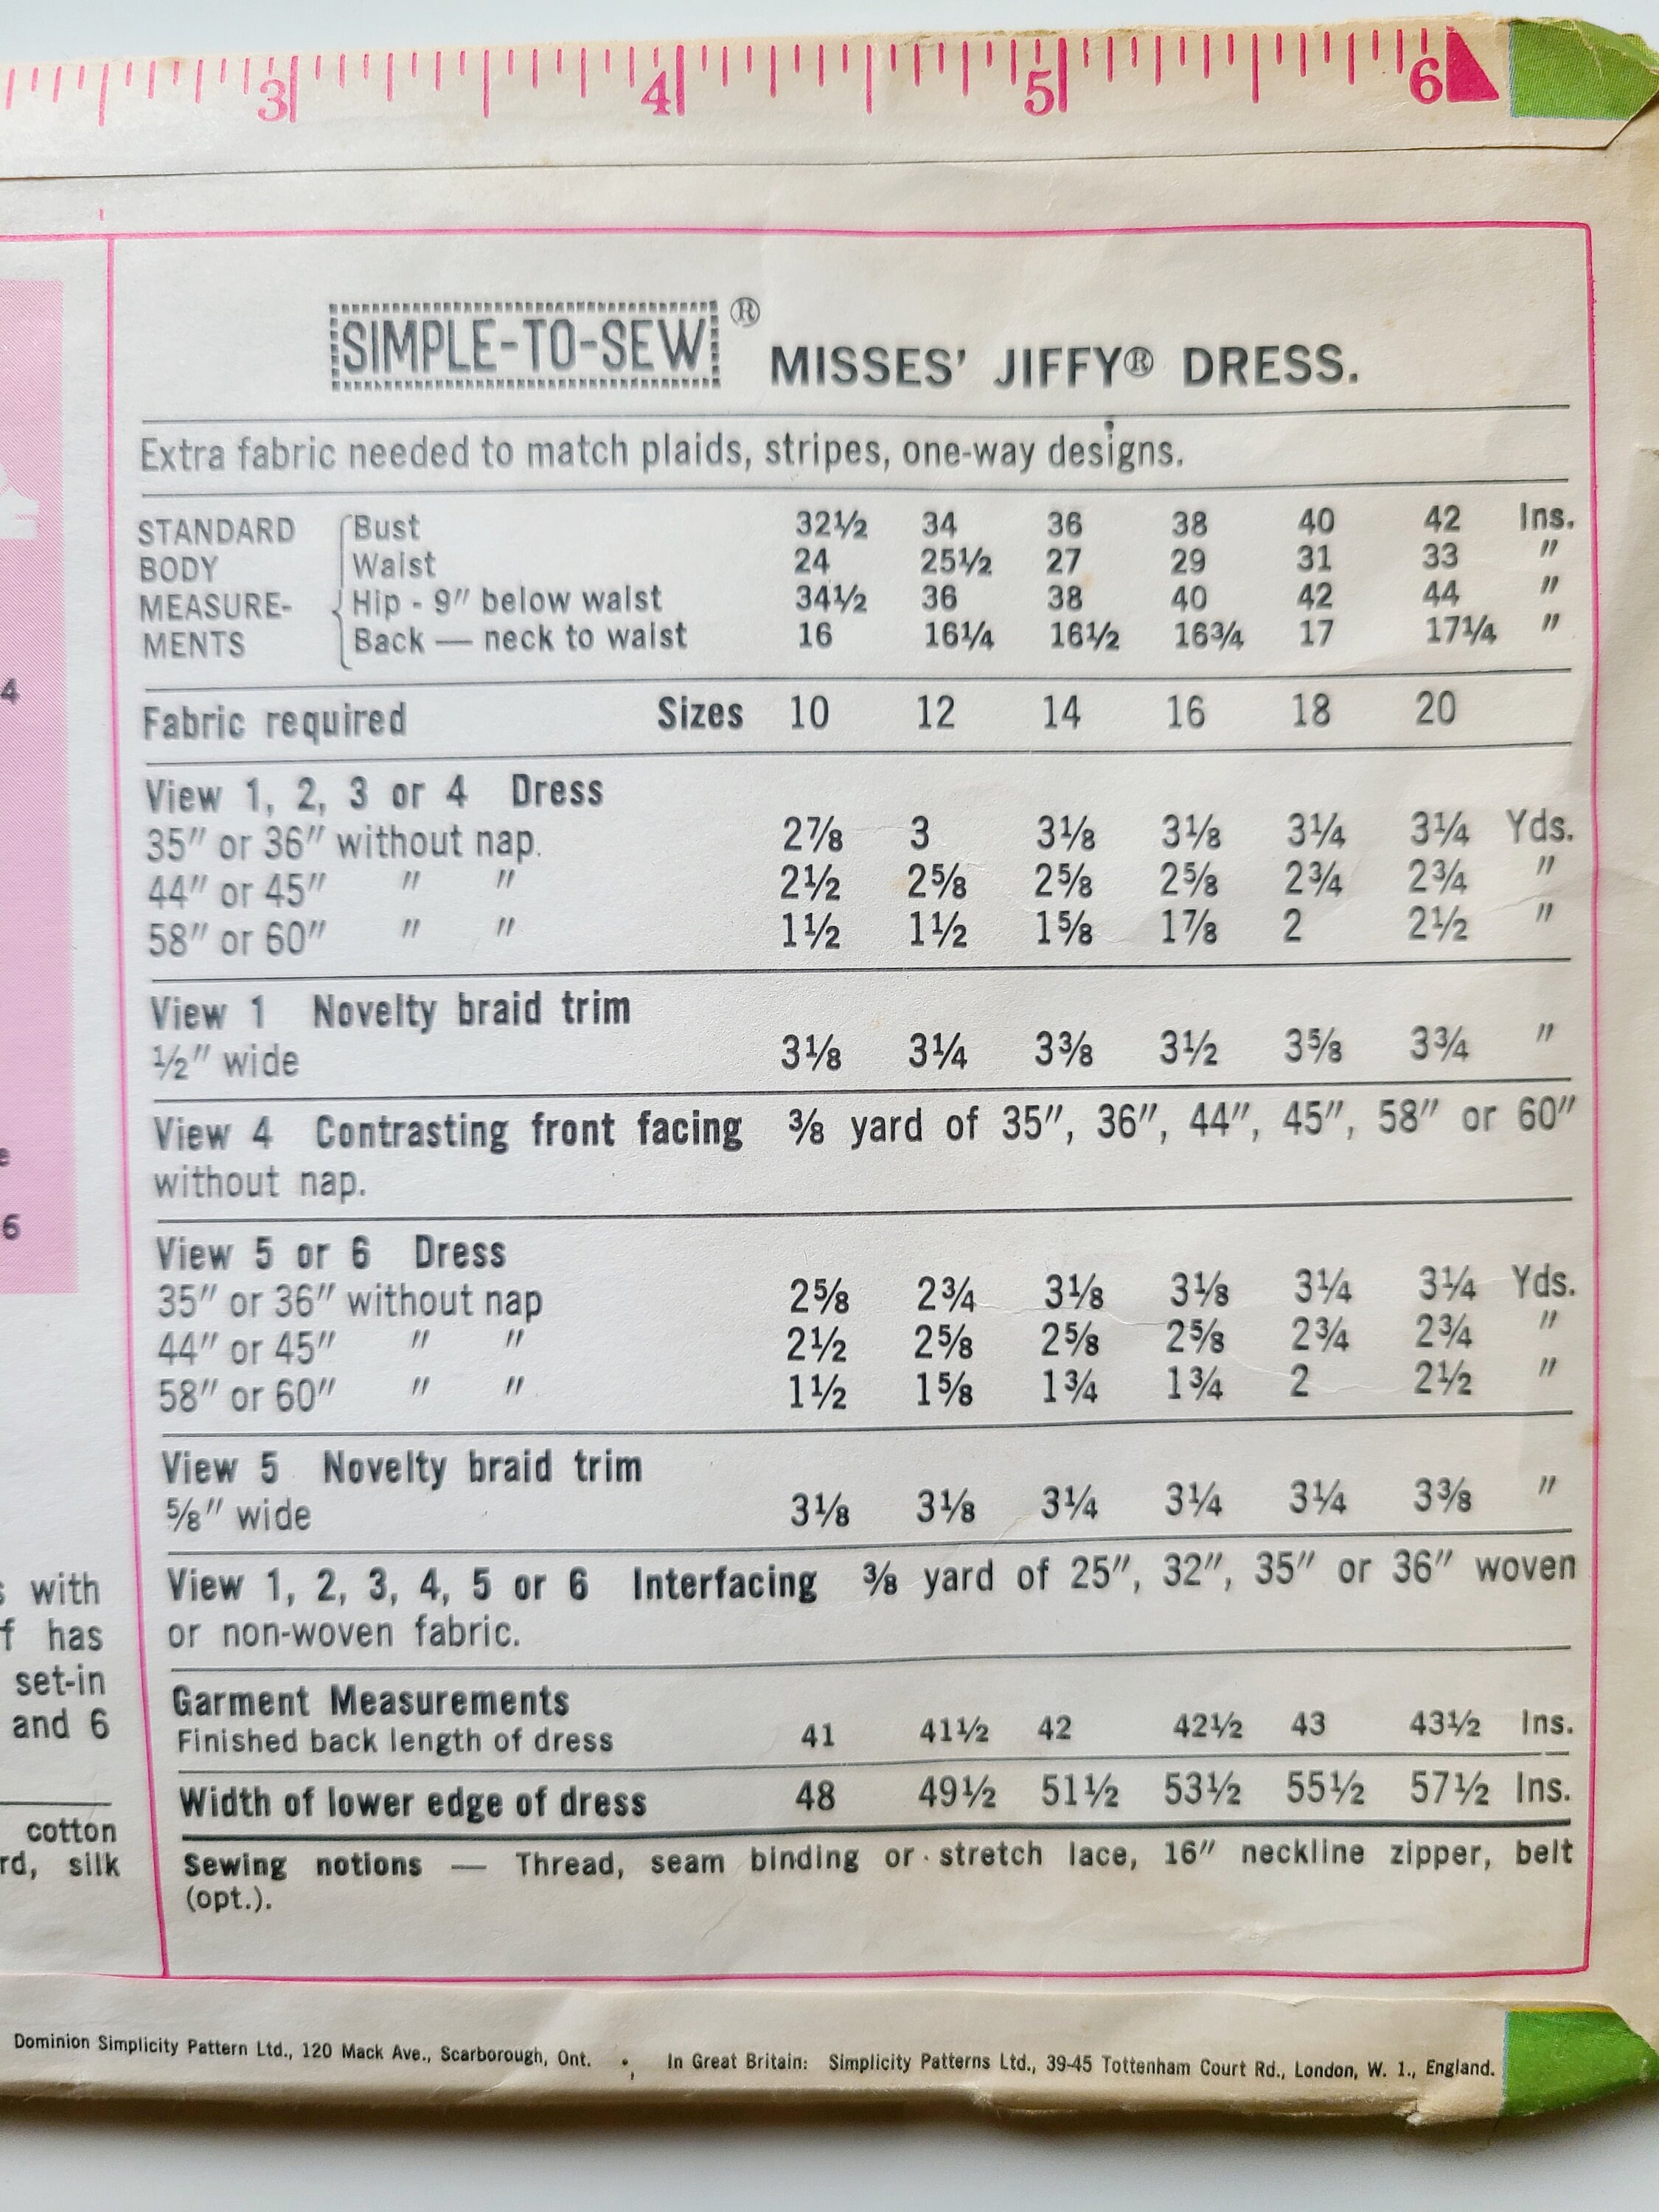 3 4 5 6
SIMPLE-TO-SEW® MISSES' JIFFY® DRESS.
Extra fabric needed to match plaids, stripes, one-way designs.
STANDARD Bust 32½ 34 36 38 40 42 Ins.
BODY Waist 24 25½ 27 29 31 33 "
MEASURE- Hip - 9" below waist 34½ 36 38 40 42 44 "
MENTS Back — neck to waist 16 16¼ 16½ 16¾ 17 17¼ "
4
Fabric required Sizes 10 12 14 16 18 20
View 1, 2, 3 or 4 Dress
35" or 36" without nap. 2⅞ 3 3⅛ 3⅛ 3¼ 3¼ Yds.
44" or 45" " " 2½ 2⅝ 2⅝ 2⅝ 2¾ 2¾ "
58" or 60" " " 1½ 1½ 1⅝ 1⅞ 2 2½ "
View 1 Novelty braid trim
½" wide 3⅛ 3¼ 3⅜ 3½ 3⅝ 3¾ "
View 4 Contrasting front facing ⅜ yard of 35", 36", 44", 45", 58" or 60"
without nap.
6
View 5 or 6 Dress
35" or 36" without nap 2⅝ 2¾ 3⅛ 3⅛ 3¼ 3¼ Yds.
44" or 45" " " 2½ 2⅝ 2⅝ 2⅝ 2¾ 2¾ "
58" or 60" " " 1½ 1⅝ 1¾ 1¾ 2 2½ "
View 5 Novelty braid trim
⅝" wide 3⅛ 3⅛ 3¼ 3¼ 3¼ 3⅜ "
View 1, 2, 3, 4, 5 or 6 Interfacing ⅜ yard of 25", 32", 35" or 36" woven
or non-woven fabric.
with
has
set-in
and 6
Garment Measurements
Finished back length of dress 41 41½ 42 42½ 43 43½ Ins.
Width of lower edge of dress 48 49½ 51½ 53½ 55½ 57½ Ins.
cotton
silk
Sewing notions — Thread, seam binding or stretch lace, 16" neckline zipper, belt
(opt.).
Dominion Simplicity Pattern Ltd., 120 Mack Ave., Scarborough, Ont. • In Great Britain: Simplicity Patterns Ltd., 39-45 Tottenham Court Rd., London, W. 1., England.